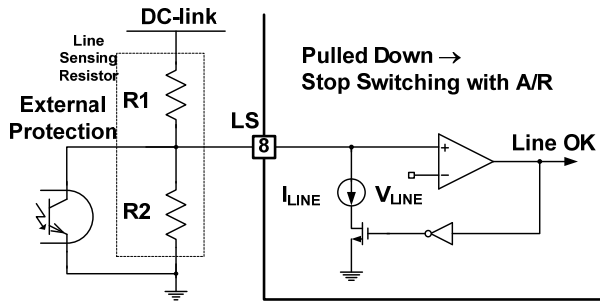 DC-link
Line
Sensing
Resistor
R1
External
Protection
R2
LS
8
Pulled Down →
Stop Switching with A/R
Line OK
+
−
ILINE
VLINE